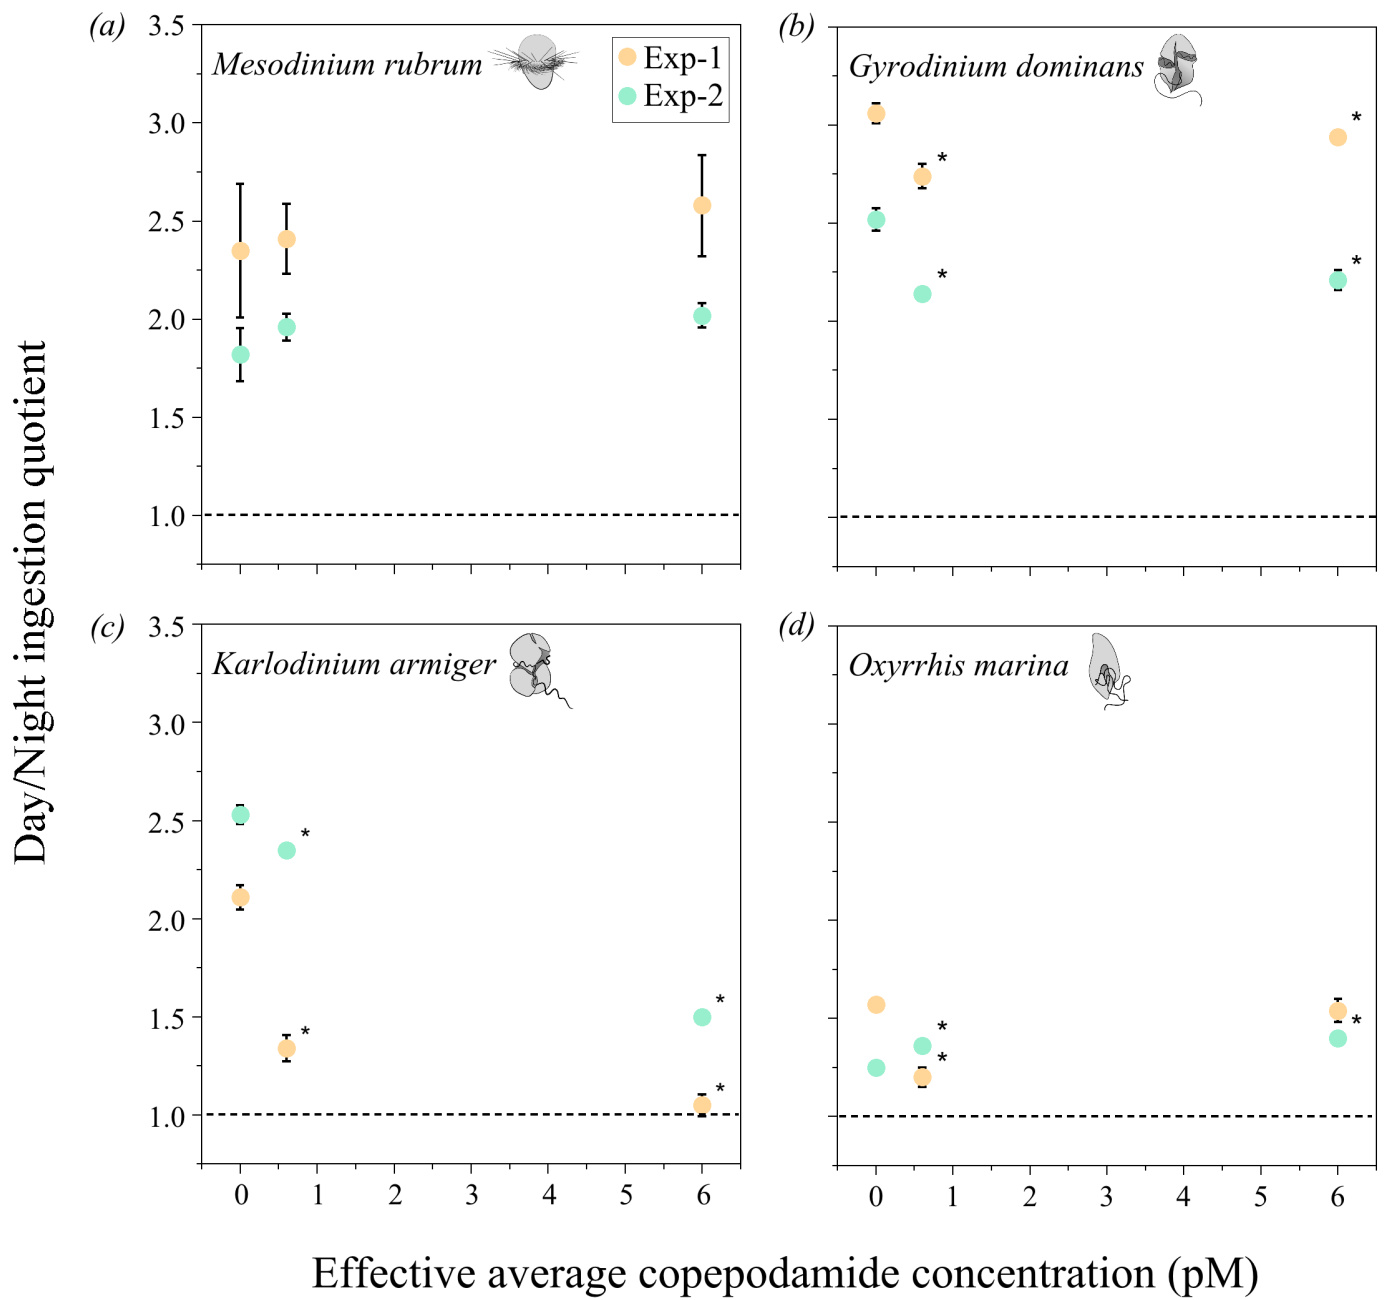 (a)
3.5
3.0
2.5
2.0
1.5
1.0
Mesodinium rubrum
Exp-1
Exp-2
(b)
Gyrodinium dominans
*
*
*
*
Day/Night ingestion quotient
(c)
3.5
3.0
2.5
2.0
1.5
1.0
Karlodinium armiger
*
*
*
*
0 1 2 3 4 5 6
(d)
Oxyrrhis marina
*
*
*
0 1 2 3 4 5 6
Effective average copepodamide concentration (pM)